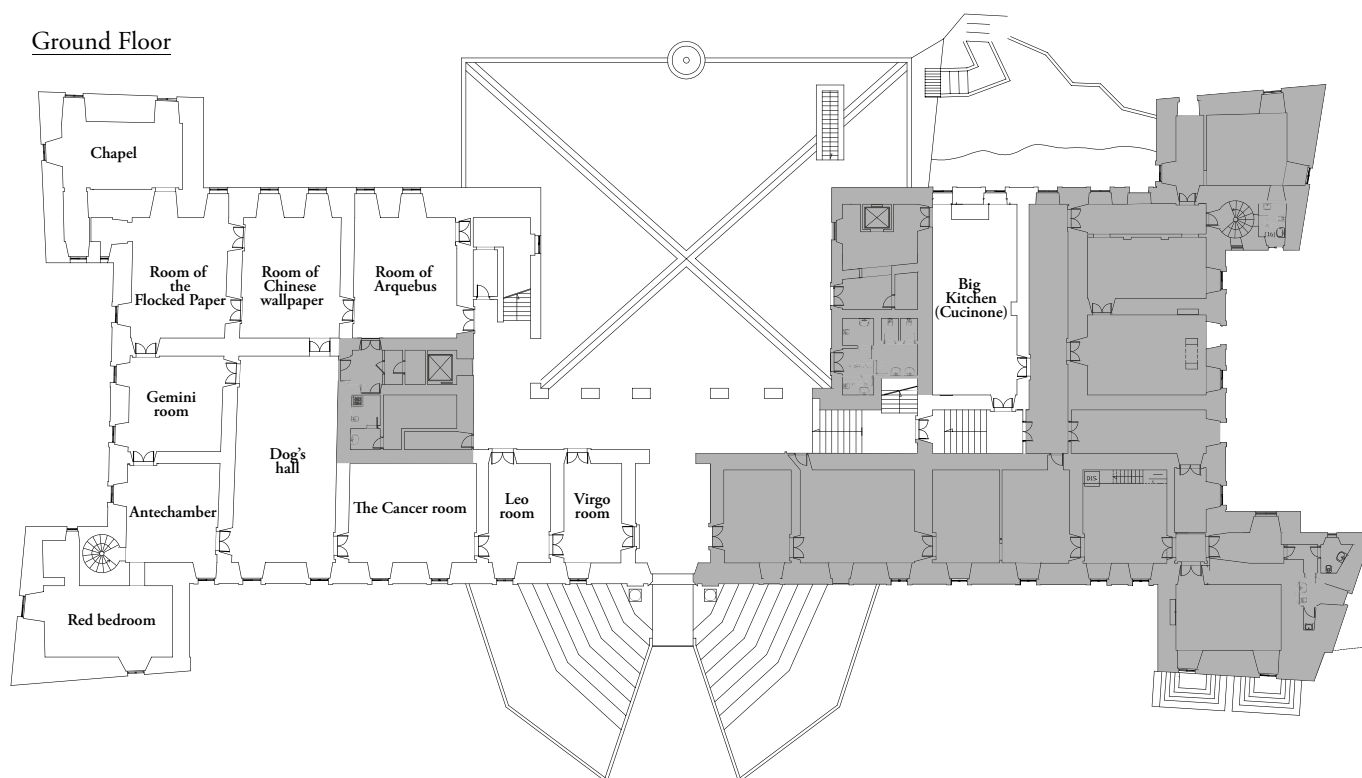 Ground Floor
Chapel
Room of
the
Flocked Paper
Room of
Chinese
wallpaper
Room of
Arquebus
Big
Kitchen
(Cucinone)
Gemini
room
Dog's
hall
Antechamber
The Cancer room
Leo
room
Virgo
room
DIS.
Red bedroom